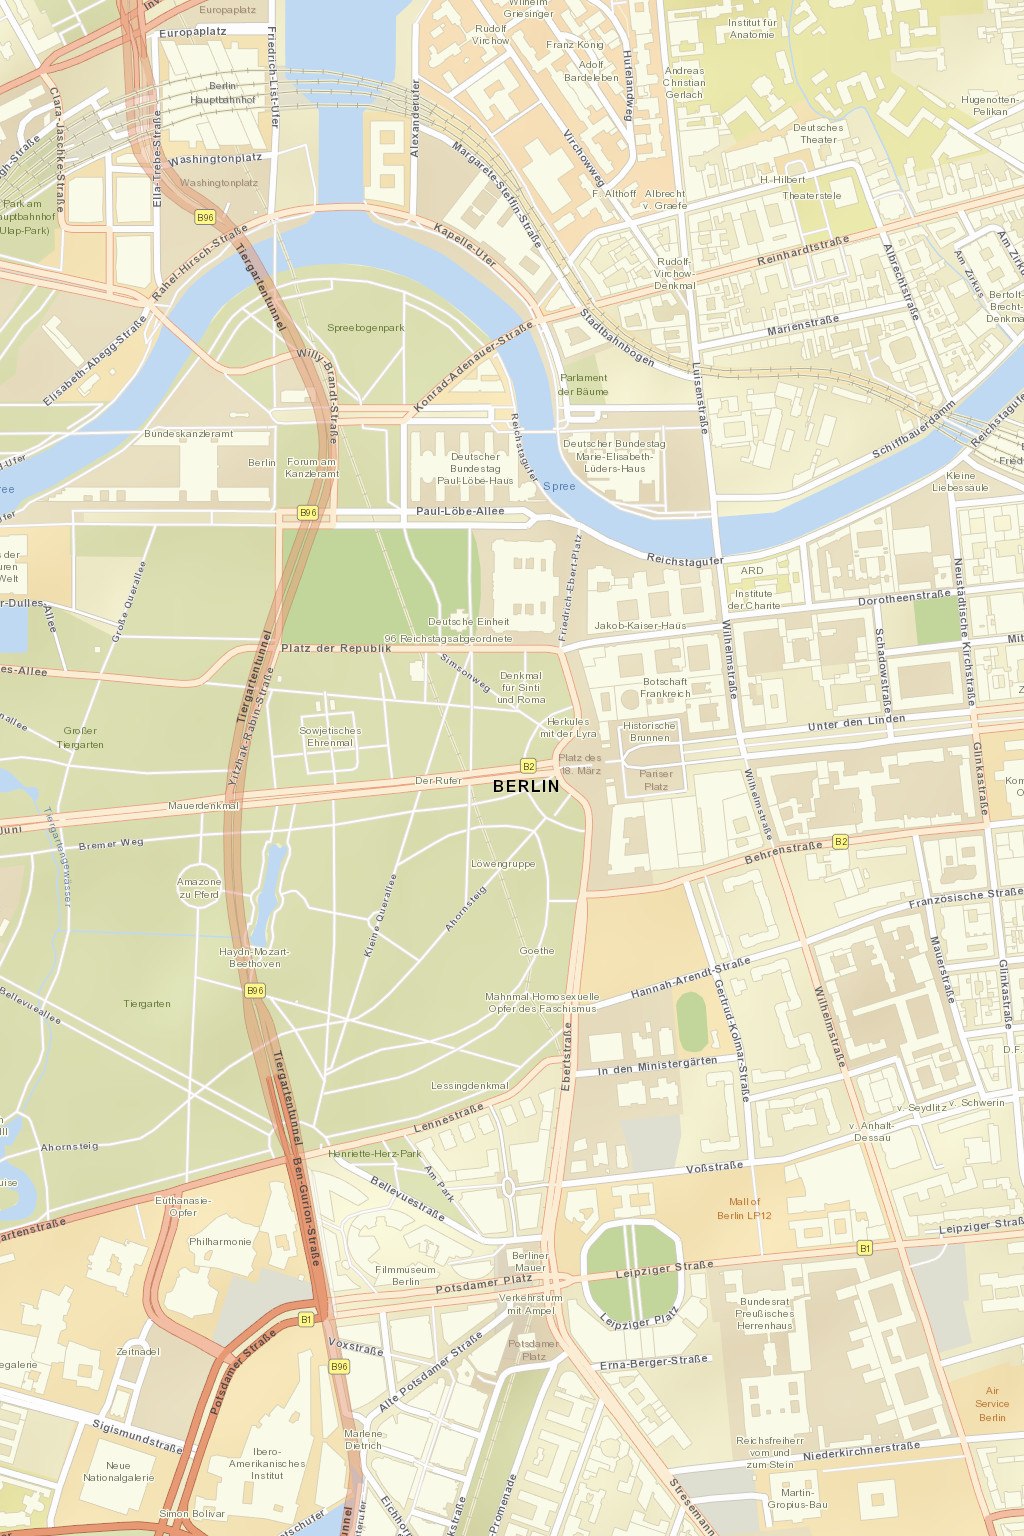 Europaplatz
Europaplatz
Friedrich-List-Ufer
Alexanderufer
Rudolf
Virchow
Wilhelm
Griesinger
Franz König
Adolf
Bardeleben
Hufelandweg
Institut für
Anatomie
Andreas
Christian
Gerlach
Hugenotten-
Pelikan
Deutsches
Theater
Berlin
Hauptbahnhof
Clara-Jaschke-Straße
Ella-Trebe-Straße
Washingtonplatz
Washingtonplatz
Margarete-Steffin-Straße
Virchowweg
F. Althoff
Albrecht
v. Graefe
H. Hilbert
Theaterstele
B96
Rahel-Hirsch-Straße
Tiergartentunnel
Kapelle-Ufer
Rudolf-
Virchow
Denkmal
Reinhardtstraße
Albrechtstraße
Am Zirkus
Bertolt-
Brecht-
Elisabeth-Abegg-Straße
Spreebogenpark
Willy-Brandt-Straße
Konrad-Adenauer-Straße
Stadtbahnbogen
Marienstraße
Luisenstraße
Parlament
der Bäume
Schiffbauerdamm
Reichstagufer
Bundeskanzleramt
Berlin
Forum am
Kanzleramt
Deutscher
Bundestag
Paul-Löbe-Haus
Reichstagufer
Deutscher Bundestag
Marie-Elisabeth-
Lüders-Haus
Spree
Kleine
Liebessäule
B96
Paul-Löbe-Allee
Reichstagufer
Friedrich-Ebert-Platz
ARD
Institute
der Charite
Dorotheenstraße
Neustädtische Kirchstraße
Große Querallee
Deutsche Einheit
96 Reichstagsabgeordnete
Jakob-Kaiser-Haus
Wilhelmstraße
Schadowstraße
Platz der Republik
Simsonweg
Denkmal
für Sinti
und Roma
Botschaft
Frankreich
Tiergartentunnel
Yitzhak-Rabin-Straße
Großer
Tiergarten
Sowjetisches
Ehrenmal
Herkules
mit der Lyra
Historische
Brunnen
Unter den Linden
Glinkastraße
Platz des
18. März
Pariser
Platz
B2
Der Rufer
BERLIN
Mauerdenkmal
Wilhelmstraße
Bremer Weg
Tiergartengewässer
Behrenstraße
B2
Löwengruppe
Amazone
zu Pferd
Kleine Querallee
Ahornsteig
Französische Straße
Mauerstraße
Glinkastraße
Haydn-Mozart-
Beethoven
Goethe
Hannah-Arendt-Straße
B96
Bellevueallee
Tiergarten
Mahnmal Homosexuelle
Opfer des Faschismus
Gertrud-Kolmar-Straße
Wilhelmstraße
Ebertstraße
In den Ministergärten
Lessingdenkmal
Lennéstraße
Tiergartentunnel
v. Seydlitz
v. Schwerin
v. Anhalt-
Dessau
Ahornsteig
Henriette-Herz-Park
Am Park
Voßstraße
Bellevuestraße
Ben-Gurion-Straße
Euthanasie-
Opfer
Mall of
Berlin LP12
Philharmonie
Filmmuseum
Berlin
Berliner
Mauer
Potsdamer Platz
Leipziger Straße
B1
Verkehrsturm
mit Ampel
Leipziger Platz
Bundesrat
Preußisches
Herrenhaus
B1
Zeitnadel
Potsdamer Straße
Voxstraße
B96
Alte Potsdamer Straße
Potsdamer
Platz
Erna-Berger-Straße
Air
Service
Berlin
Sigismundstraße
Marlene
Dietrich
Neue
Nationalgalerie
Ibero-
Amerikanisches
Institut
Reichsfreiherr
vom und
zum Stein
Niederkirchnerstraße
Martin-
Gropius-Bau
Simon Bolivar